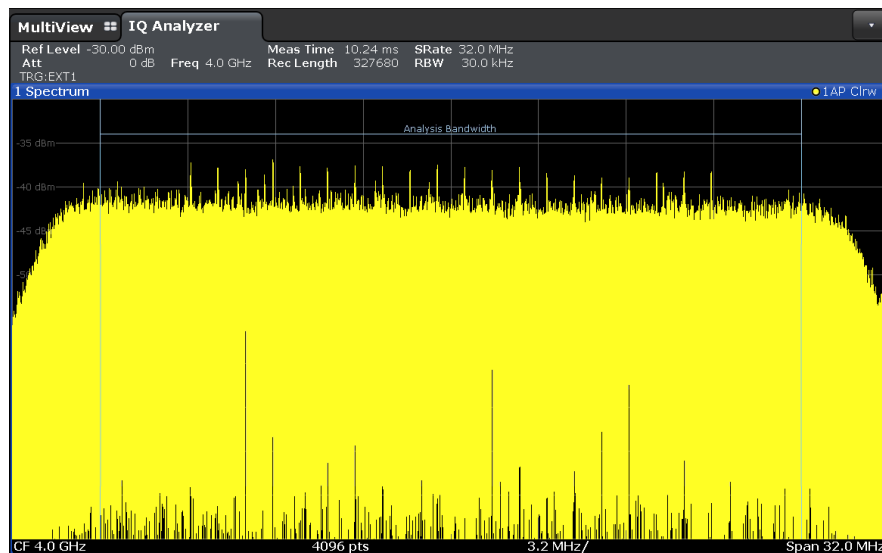 MultiView IQ Analyzer
Ref Level -30.00 dBm Meas Time 10.24 ms SRate 32.0 MHz
Att 0 dB Freq 4.0 GHz Rec Length 327680 RBW 30.0 kHz
TRG:EXT1
1 Spectrum 1AP Clrw
Analysis Bandwidth
-35 dBm
-40 dBm
-45 dB
CF 4.0 GHz 4096 pts 3.2 MHz/ Span 32.0 MHz